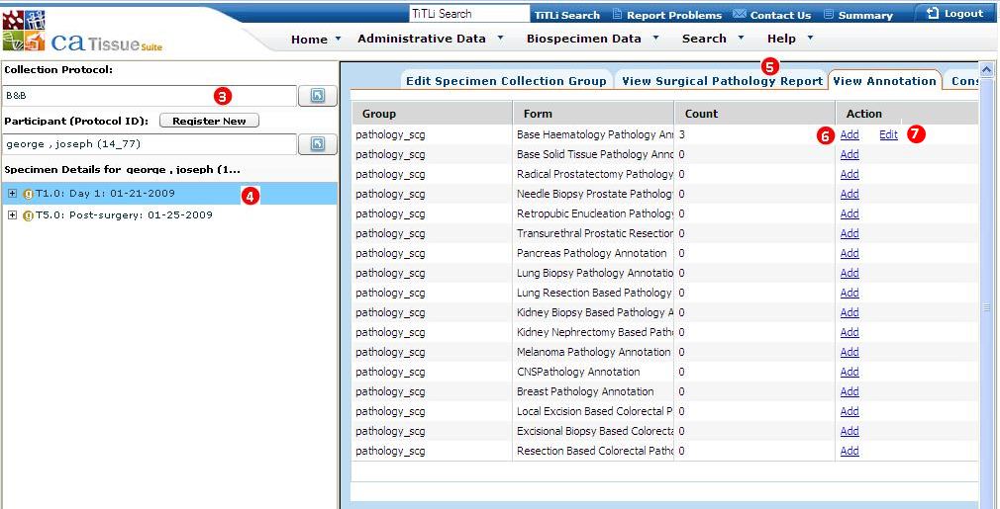 TiTLi Search TiTLi Search Report Problems Contact Us Summary Logout
ca Tissue Suite
Home Administrative Data Biospecimen Data Search Help
Collection Protocol:
B&B 3
Participant (Protocol ID): Register New
george , joseph (14_77)
Specimen Details for george , joseph (1...
T1.0: Day 1: 01-21-2009 4
T5.0: Post-surgery: 01-25-2009
5
Edit Specimen Collection Group View Surgical Pathology Report View Annotation Cons
Group Form Count Action
pathology_scg Base Haematology Pathology Ann 3 6 Add Edit 7
pathology_scg Base Solid Tissue Pathology Anno 0 Add
pathology_scg Radical Prostatectomy Pathology 0 Add
pathology_scg Needle Biopsy Prostate Pathology 0 Add
pathology_scg Retropubic Enucleation Pathology 0 Add
pathology_scg Transurethral Prostatic Resection 0 Add
pathology_scg Pancreas Pathology Annotation 0 Add
pathology_scg Lung Biopsy Pathology Annotatio 0 Add
pathology_scg Lung Resection Based Pathology 0 Add
pathology_scg Kidney Biopsy Based Pathology A 0 Add
pathology_scg Kidney Nephrectomy Based Path 0 Add
pathology_scg Melanoma Pathology Annotation 0 Add
pathology_scg CNSPathology Annotation 0 Add
pathology_scg Breast Pathology Annotation 0 Add
pathology_scg Local Excision Based Colorectal P 0 Add
pathology_scg Excisional Biopsy Based Colorecta 0 Add
pathology_scg Resection Based Colorectal Path 0 Add